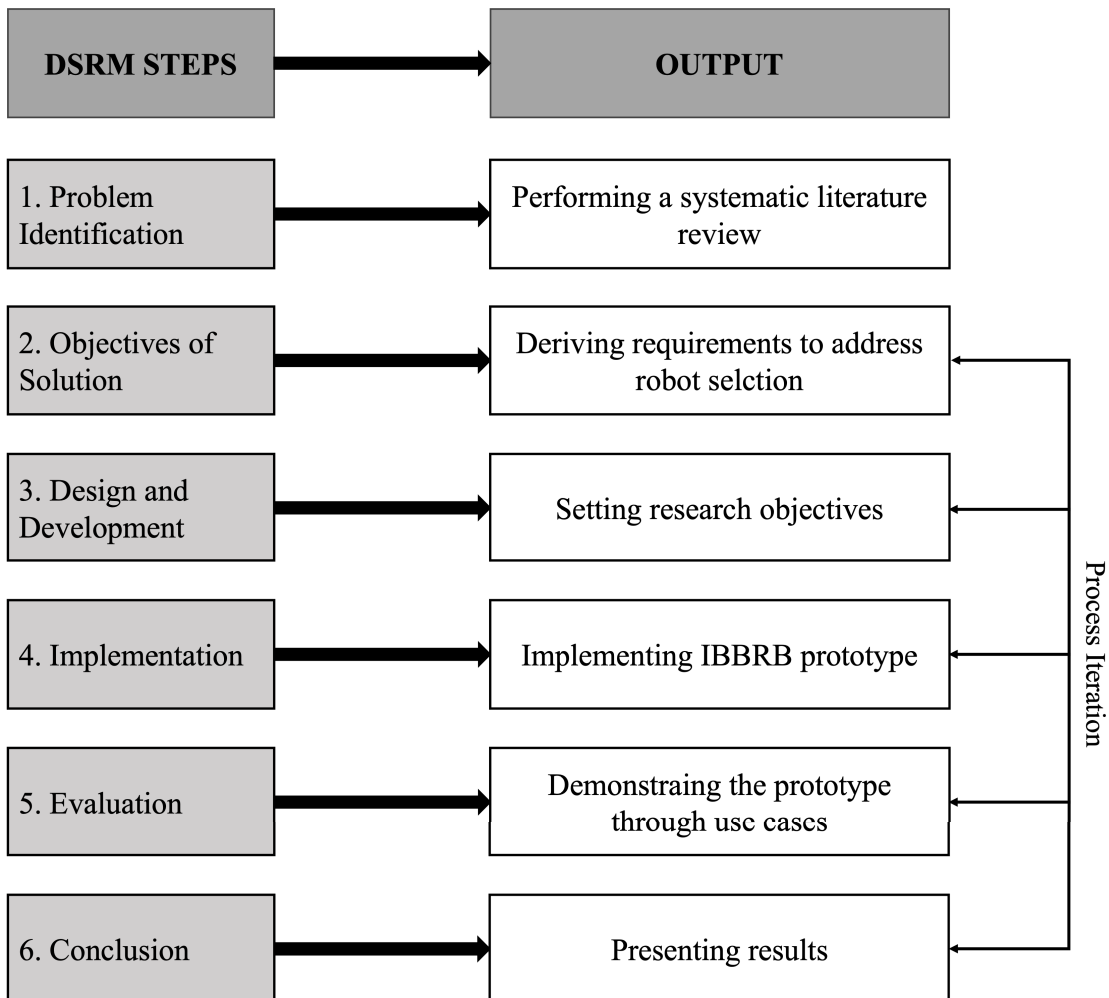 DSRM STEPS
OUTPUT
1. Problem
Identification
Performing a systematic literature
review
2. Objectives of
Solution
Deriving requirements to address
robot selction
3. Design and
Development
Setting research objectives
4. Implementation
Implementing IBBRB prototype
5. Evaluation
Demonstraing the prototype
through use cases
6. Conclusion
Presenting results
Process Iteration